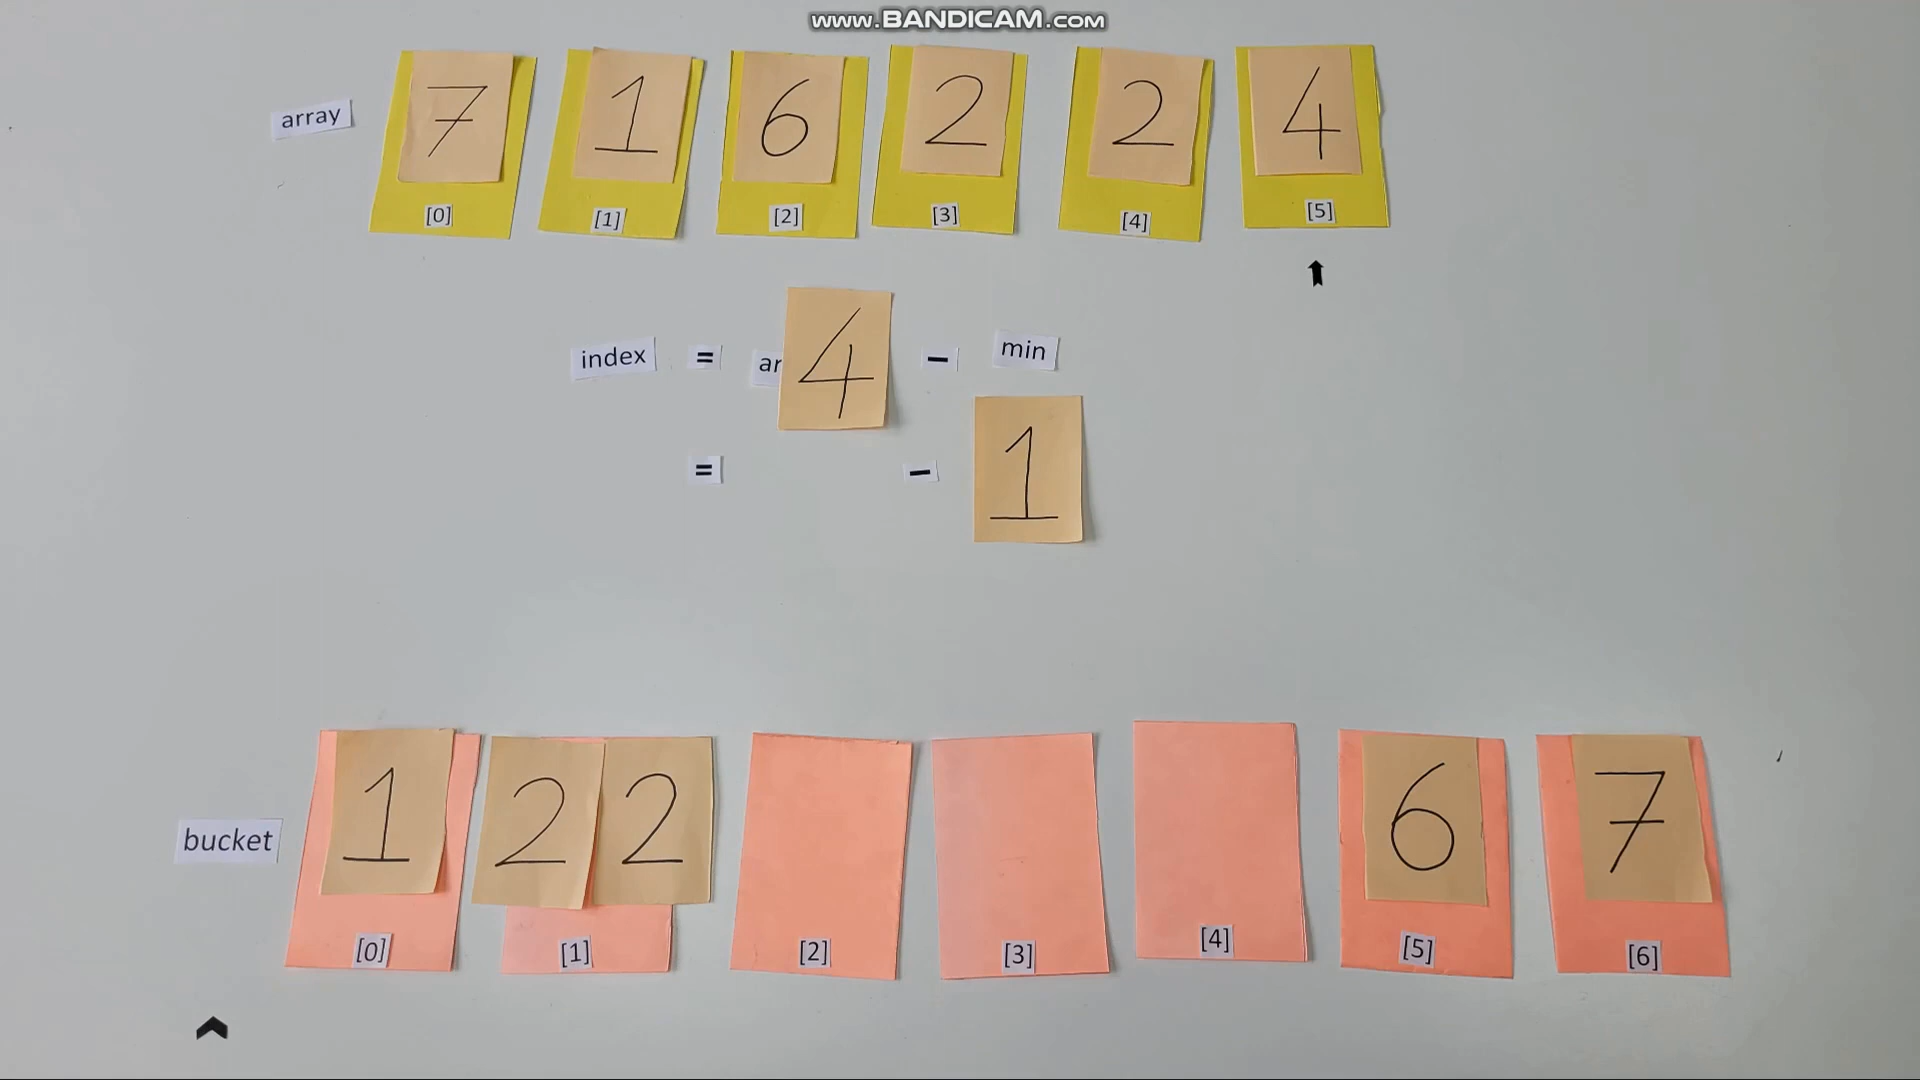 www.BANDICAM.com
array 7 1 6 2 2 4
[0] [1] [2] [3] [4] [5]
index = ar 4 - min
= - 1
bucket 1 2 2 6 7
[0] [1] [2] [3] [4] [5] [6]